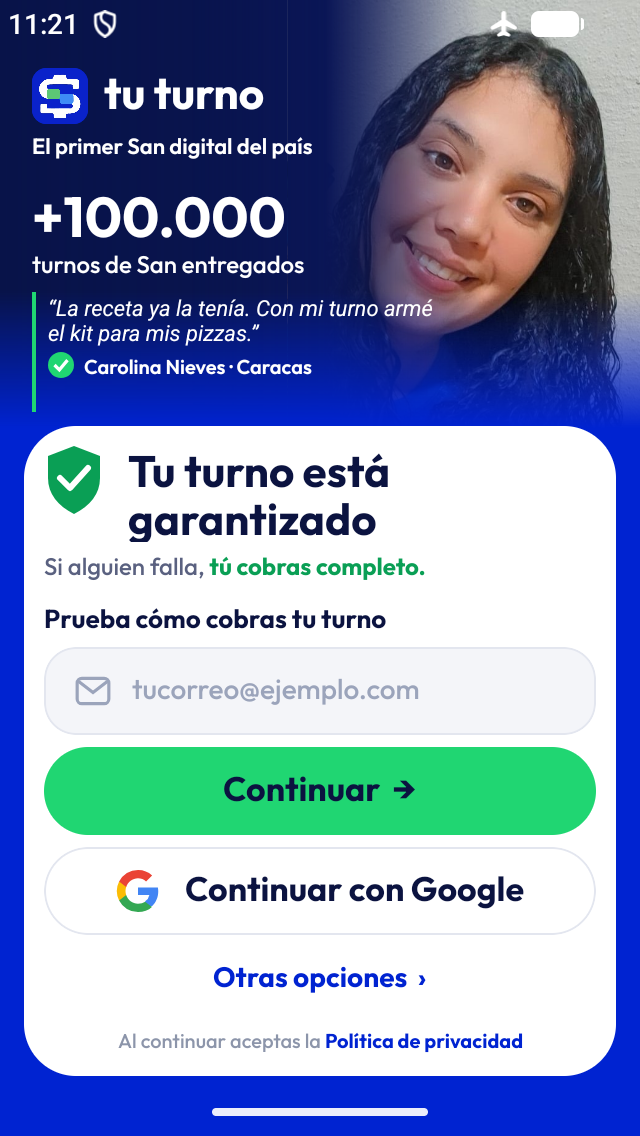 11:21
tu turno
El primer San digital del país
+100.000
turnos de San entregados
“La receta ya la tenía. Con mi turno armé
el kit para mis pizzas.”
Carolina Nieves · Caracas
Tu turno está
garantizado
Si alguien falla, tú cobras completo.
Prueba cómo cobras tu turno
tucorreo@ejemplo.com
Continuar →
Continuar con Google
Otras opciones ›
Al continuar aceptas la Política de privacidad